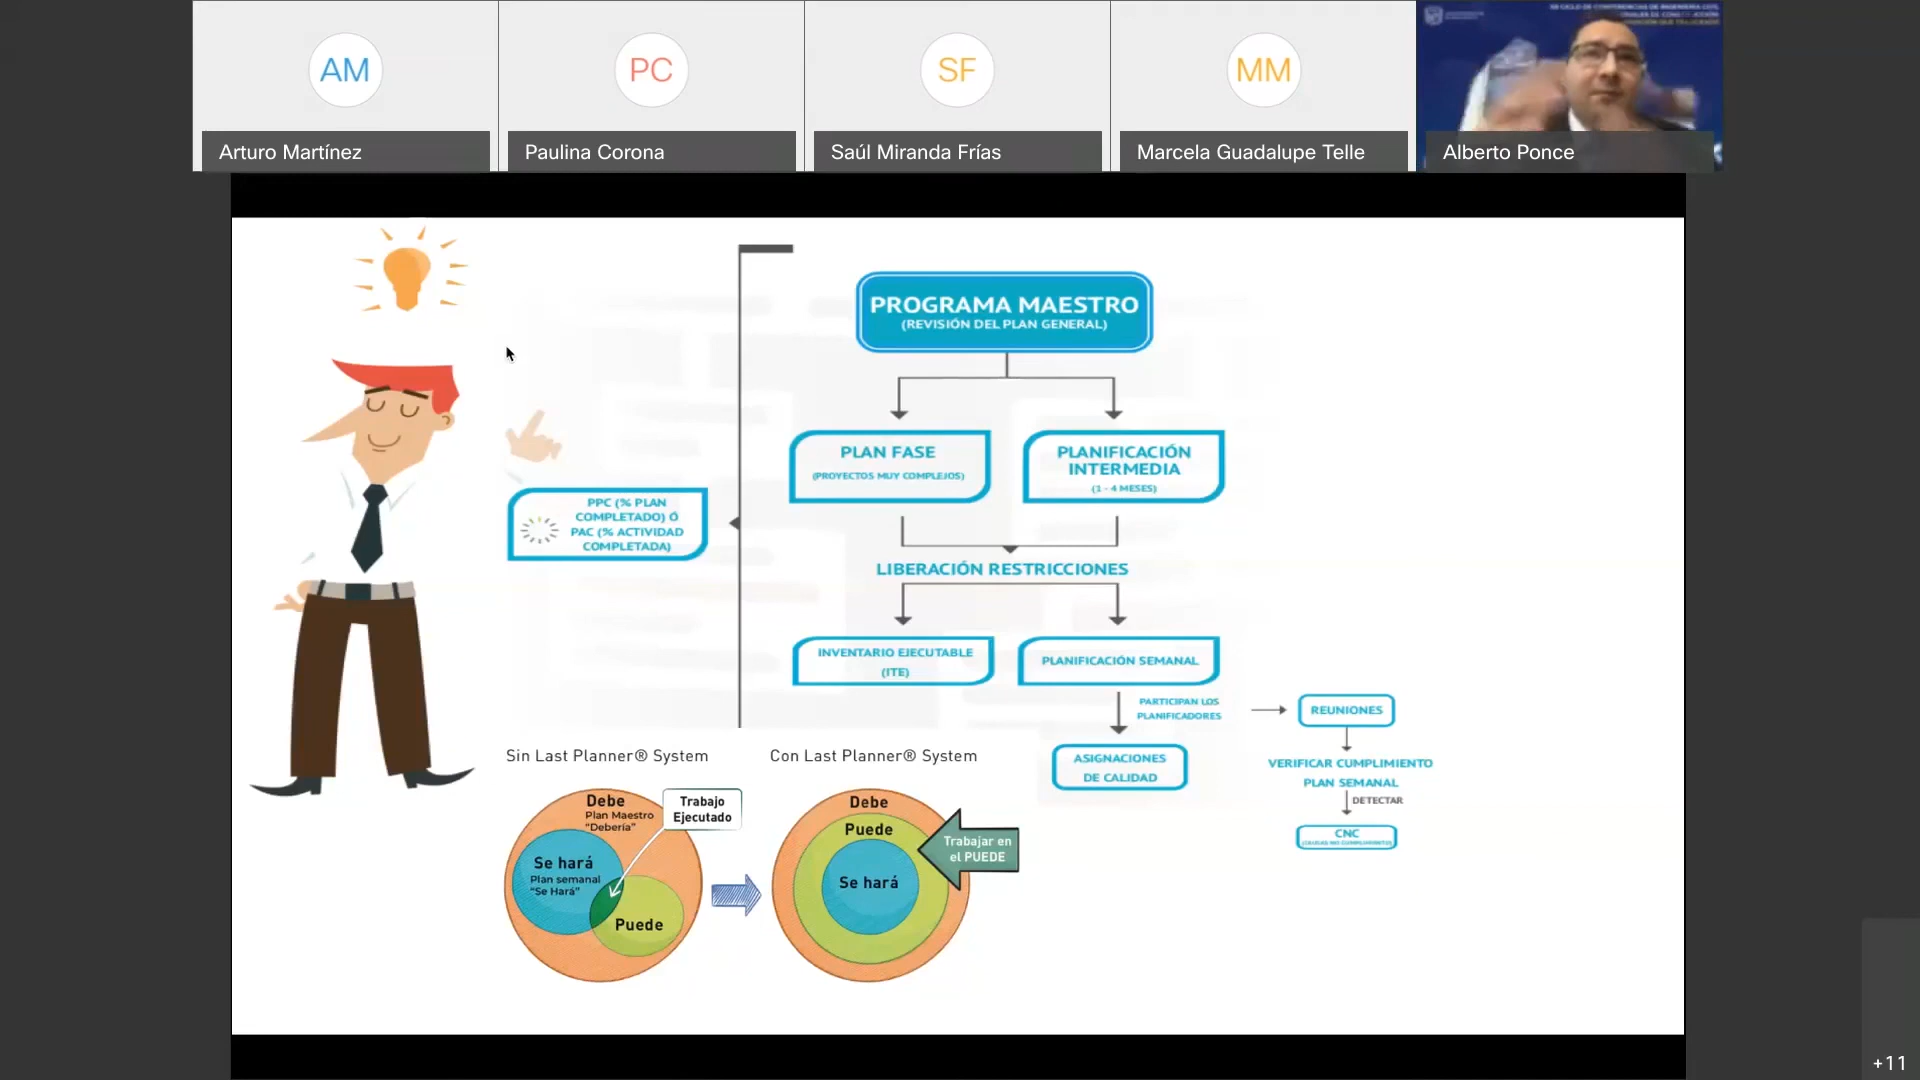 AM
PC
SF
MM
Arturo Martínez
Paulina Corona
Saúl Miranda Frías
Marcela Guadalupe Telle
Alberto Ponce
PROGRAMA MAESTRO
(REVISIÓN DEL PLAN GENERAL)
PLAN FASE
(PROYECTOS MUY COMPLEJOS)
PLANIFICACIÓN
INTERMEDIA
(1 - 4 MESES)
PPC (% PLAN
COMPLETADO) Ó
PAC (% ACTIVIDAD
COMPLETADA)
LIBERACIÓN RESTRICCIONES
INVENTARIO EJECUTABLE
(ITE)
PLANIFICACIÓN SEMANAL
PARTICIPAN LOS
PLANIFICADORES
REUNIONES
ASIGNACIONES
DE CALIDAD
VERIFICAR CUMPLIMIENTO
PLAN SEMANAL
DETECTAR
CNC
Sin Last Planner® System
Debe
Plan Maestro
"Debería"
Trabajo
Ejecutado
Se hará
Plan semanal
"Se Hará"
Puede
Con Last Planner® System
Debe
Puede
Se hará
Trabajar en
el PUEDE
+11